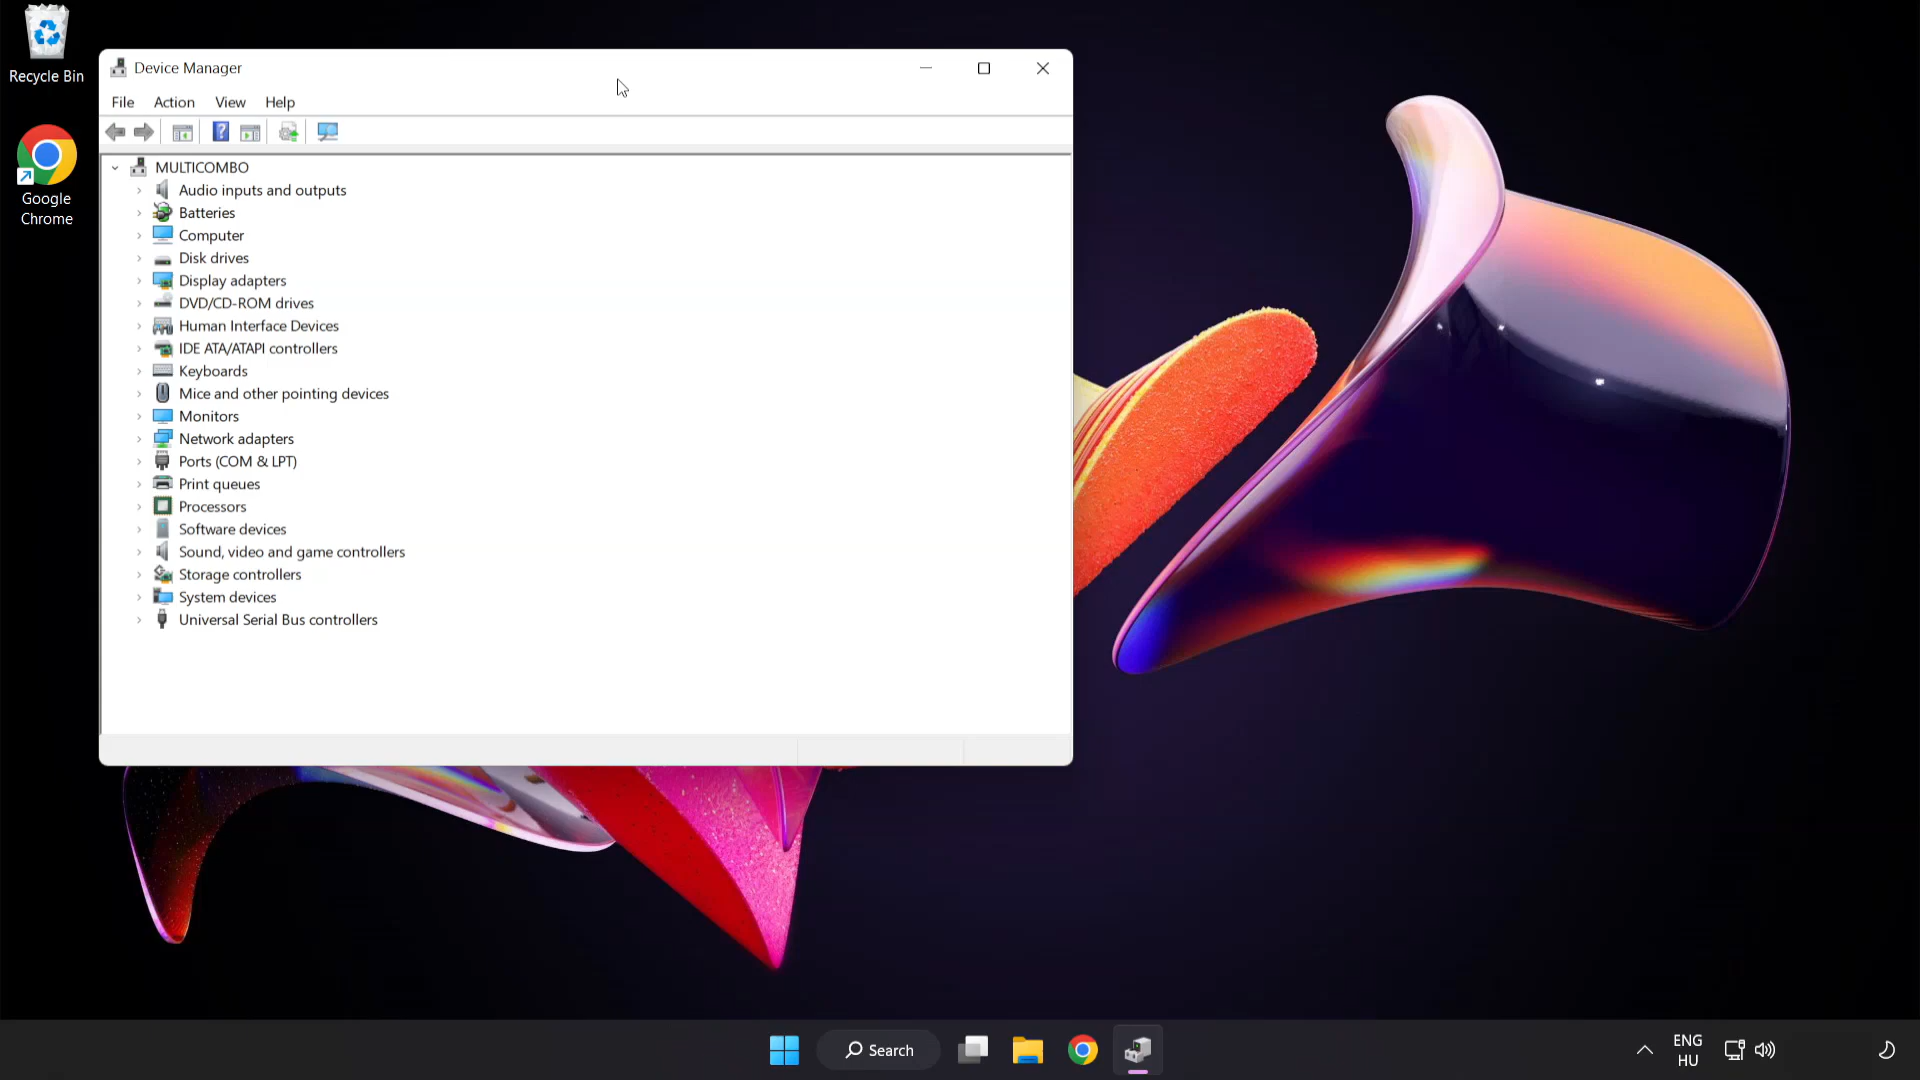 Recycle Bin
Google
Chrome
Device Manager
File Action View Help
MULTICOMBO
Audio inputs and outputs
Batteries
Computer
Disk drives
Display adapters
DVD/CD-ROM drives
Human Interface Devices
IDE ATA/ATAPI controllers
Keyboards
Mice and other pointing devices
Monitors
Network adapters
Ports (COM & LPT)
Print queues
Processors
Software devices
Sound, video and game controllers
Storage controllers
System devices
Universal Serial Bus controllers
Search
ENG
HU